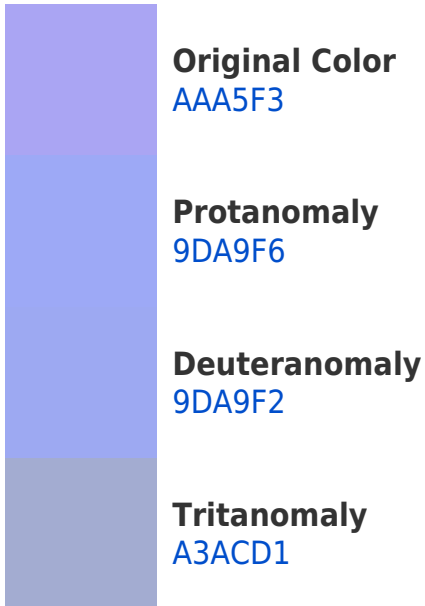 Original Color
AAA5F3
Protanomaly
9DA9F6
Deuteranomaly
9DA9F2
Tritanomaly
A3ACD1